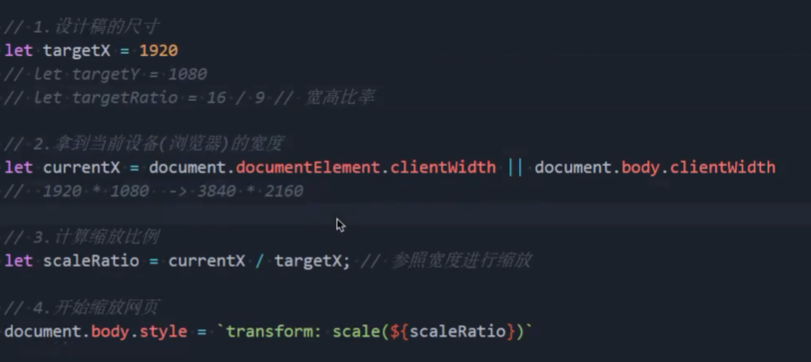 // 1.设计稿的尺寸
let targetX = 1920
// let targetY = 1080
// let targetRatio = 16 / 9 // 宽高比率
// 2.拿到当前设备(浏览器)的宽度
let currentX = document.documentElement.clientWidth || document.body.clientWidth
// 1920 * 1080 -> 3840 * 2160
// 3.计算缩放比例
let scaleRatio = currentX / targetX; // 参照宽度进行缩放
// 4.开始缩放网页
document.body.style = `transform: scale(${scaleRatio})`